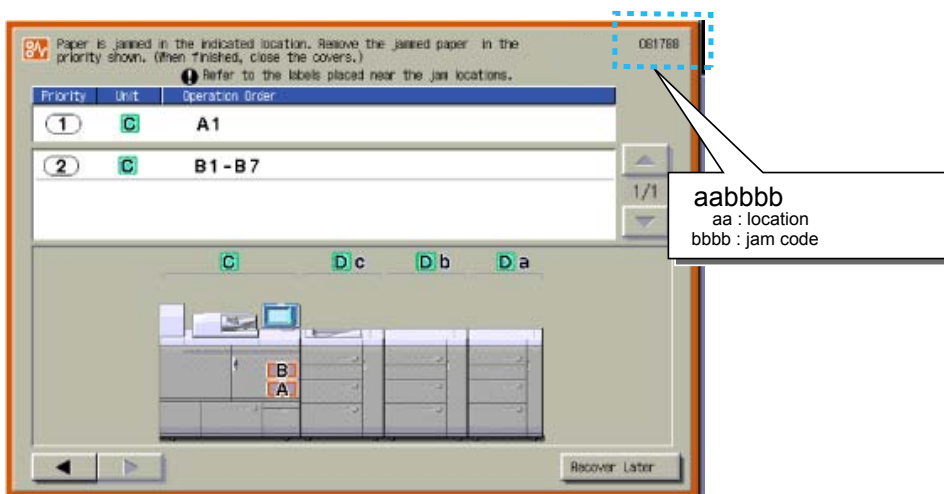 Paper is jammed in the indicated location. Remove the jammed paper in the
priority shown. (When finished, close the covers.)
081788
Refer to the labels placed near the jam locations.
Priority Unit Operation Order
1 C A1
2 C B1-B7
1/1
aabbbb
aa : location
bbbb : jam code
C D c D b D a
B
A
Recover Later